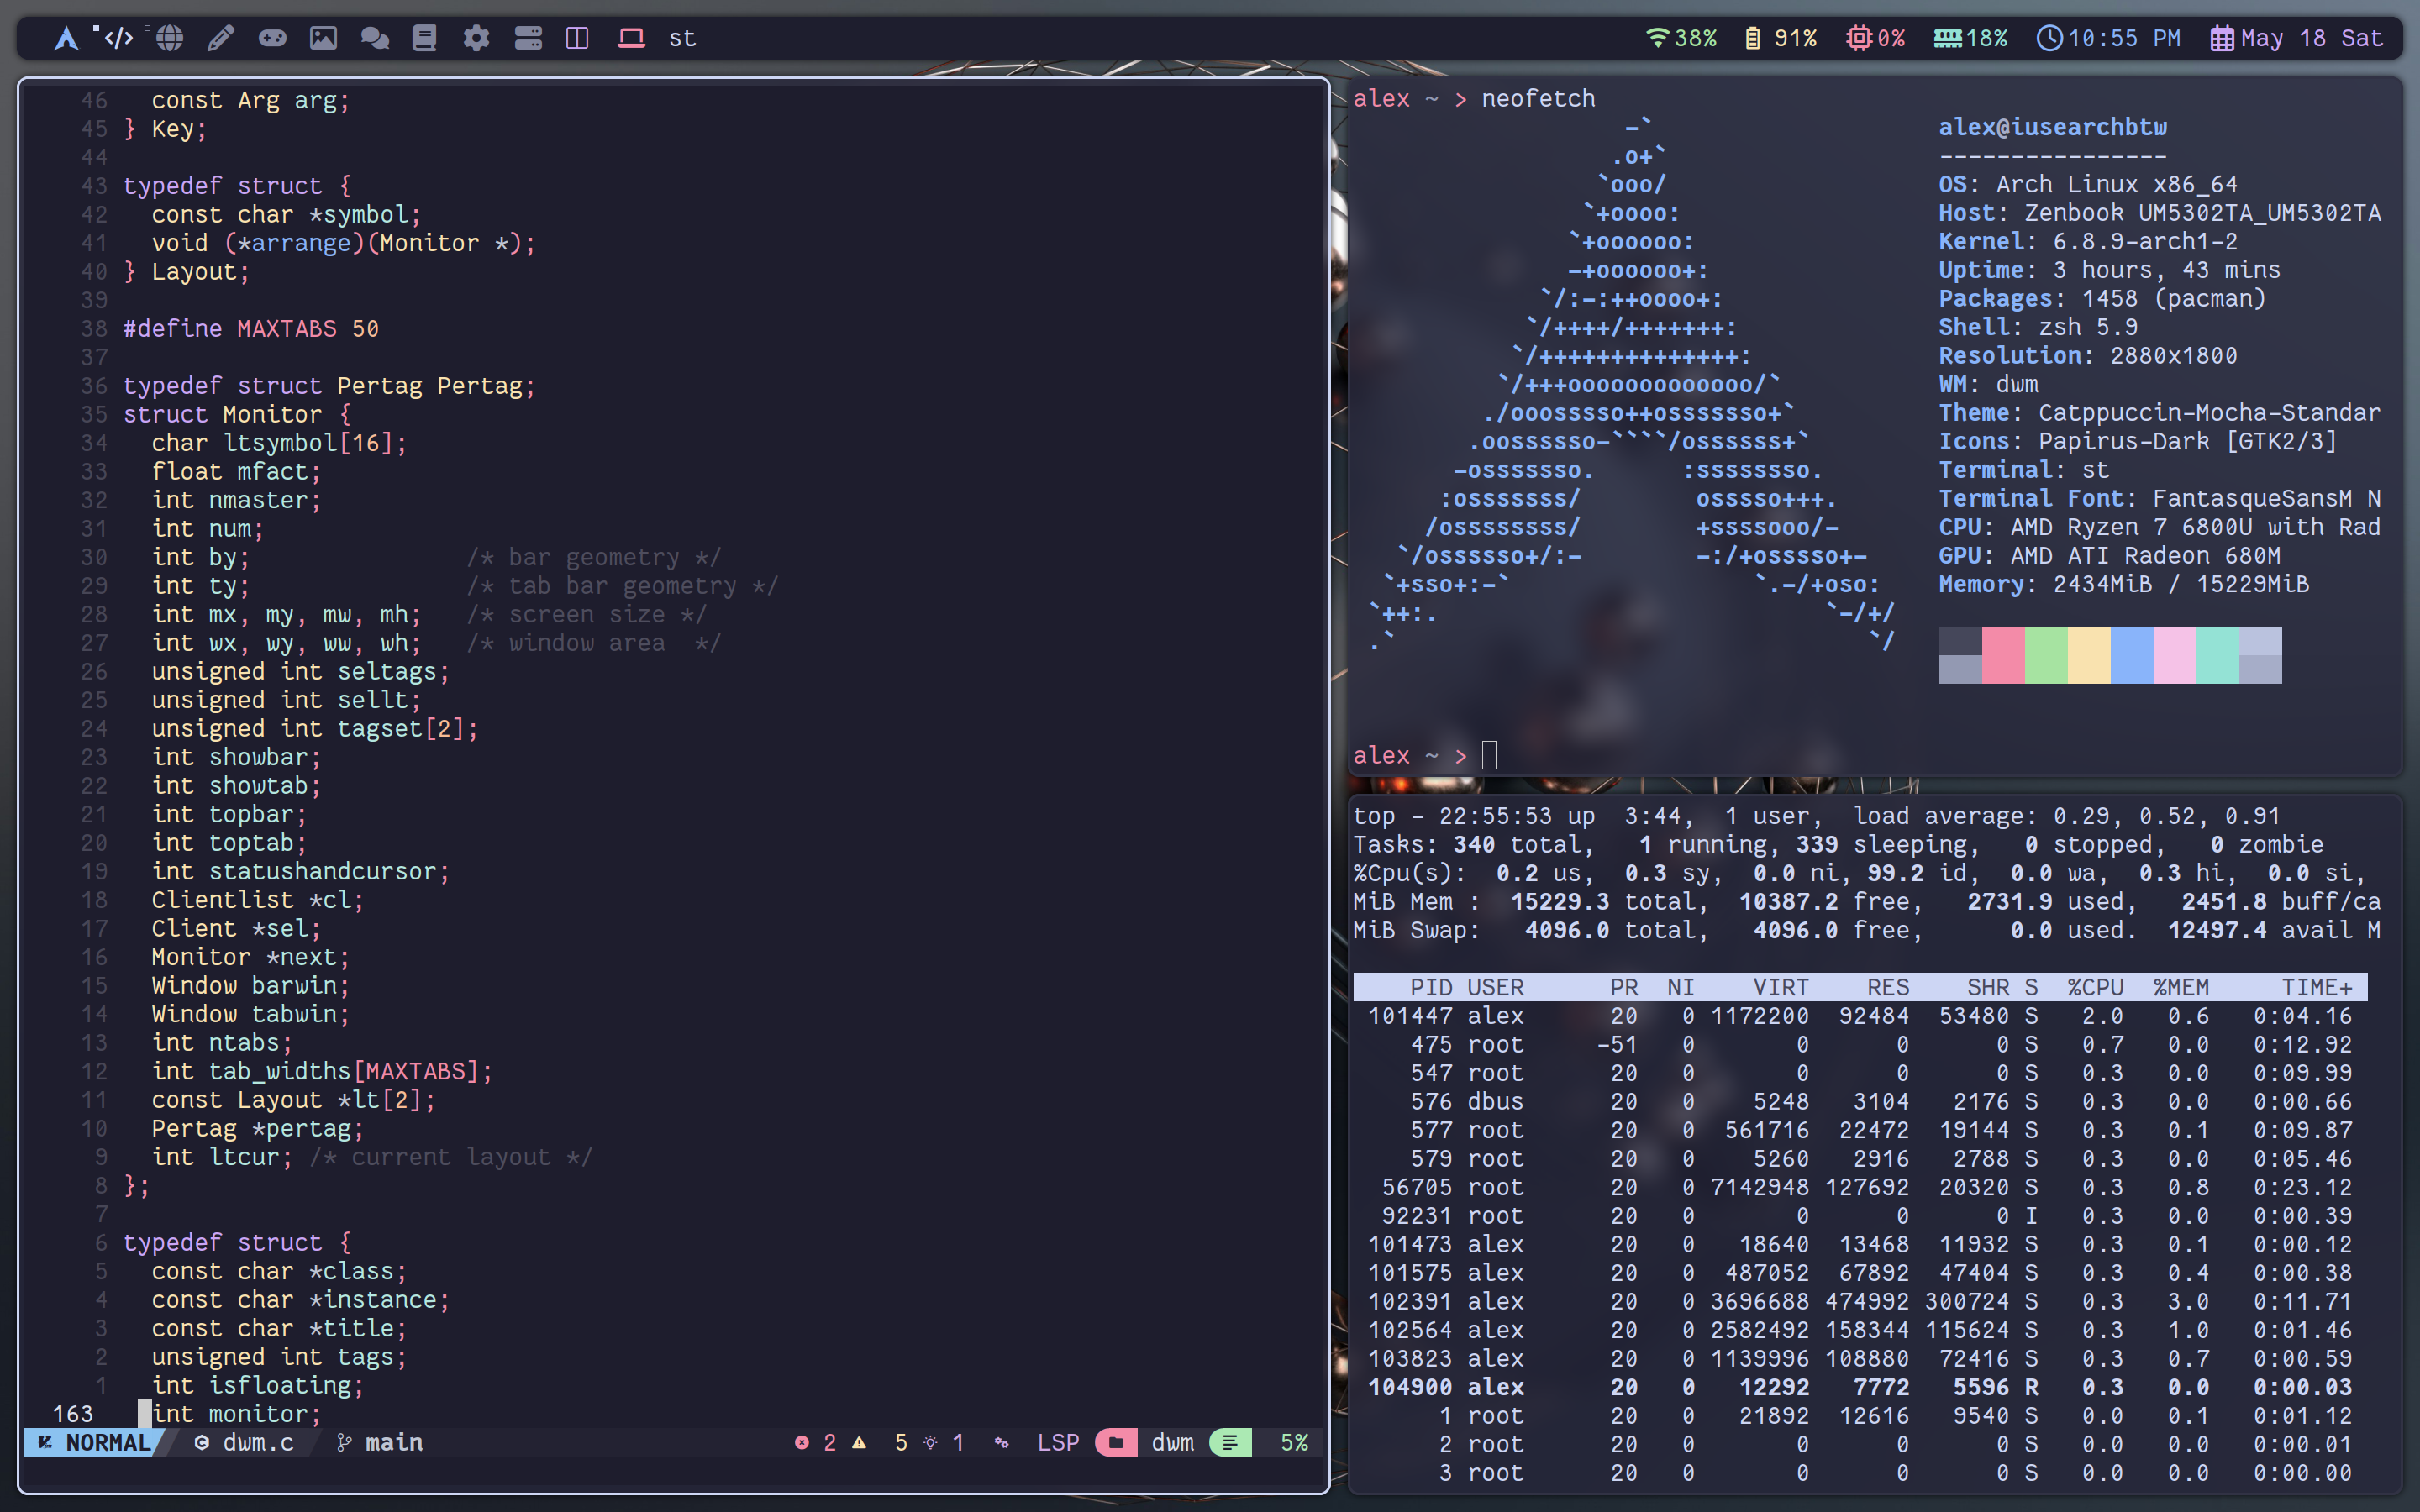 </> st 38% 91% 0% 18% 10:55 PM May 18 Sat
46 const Arg arg;
45 } Key;
44
43 typedef struct {
42 const char *symbol;
41 void (*arrange)(Monitor *);
40 } Layout;
39
38 #define MAXTABS 50
37
36 typedef struct Pertag Pertag;
35 struct Monitor {
34 char ltsymbol[16];
33 float mfact;
32 int nmaster;
31 int num;
30 int by; /* bar geometry */
29 int ty; /* tab bar geometry */
28 int mx, my, mw, mh; /* screen size */
27 int wx, wy, ww, wh; /* window area */
26 unsigned int seltags;
25 unsigned int sellt;
24 unsigned int tagset[2];
23 int showbar;
22 int showtab;
21 int topbar;
20 int toptab;
19 int statushandcursor;
18 Clientlist *cl;
17 Client *sel;
16 Monitor *next;
15 Window barwin;
14 Window tabwin;
13 int ntabs;
12 int tab_widths[MAXTABS];
11 const Layout *lt[2];
10 Pertag *pertag;
9 int ltcur; /* current layout */
8 };
7
6 typedef struct {
5 const char *class;
4 const char *instance;
3 const char *title;
2 unsigned int tags;
1 int isfloating;
163 int monitor;
NORMAL dwm.c main 2 5 1 LSP dwm 5%
alex ~ > neofetch
-`
.o+`
`ooo/
`+oooo:
`+oooooo:
-+oooooo+:
`/:-:++oooo+:
`/++++/+++++++:
`/++++++++++++++:
`/+++ooooooooooooo/`
./ooosssso++osssssso+`
.oossssso-````/ossssss+`
-osssssso. :ssssssso.
:osssssss/ osssso+++.
/ossssssss/ +ssssooo/-
`/ossssso+/:- -:/+osssso+-
`+sso+:-` `.-/+oso:
`++:. `-/+/
.` `/
alex@iusearchbtw
----------------
OS: Arch Linux x86_64
Host: Zenbook UM5302TA_UM5302TA
Kernel: 6.8.9-arch1-2
Uptime: 3 hours, 43 mins
Packages: 1458 (pacman)
Shell: zsh 5.9
Resolution: 2880x1800
WM: dwm
Theme: Catppuccin-Mocha-Standar
Icons: Papirus-Dark [GTK2/3]
Terminal: st
Terminal Font: FantasqueSansM N
CPU: AMD Ryzen 7 6800U with Rad
GPU: AMD ATI Radeon 680M
Memory: 2434MiB / 15229MiB
alex ~ >
top - 22:55:53 up 3:44, 1 user, load average: 0.29, 0.52, 0.91
Tasks: 340 total, 1 running, 339 sleeping, 0 stopped, 0 zombie
%Cpu(s): 0.2 us, 0.3 sy, 0.0 ni, 99.2 id, 0.0 wa, 0.3 hi, 0.0 si,
MiB Mem : 15229.3 total, 10387.2 free, 2731.9 used, 2451.8 buff/ca
MiB Swap: 4096.0 total, 4096.0 free, 0.0 used. 12497.4 avail M
PID USER PR NI VIRT RES SHR S %CPU %MEM TIME+
101447 alex 20 0 1172200 92484 53480 S 2.0 0.6 0:04.16
475 root -51 0 0 0 0 S 0.7 0.0 0:12.92
547 root 20 0 0 0 0 S 0.3 0.0 0:09.99
576 dbus 20 0 5248 3104 2176 S 0.3 0.0 0:00.66
577 root 20 0 561716 22472 19144 S 0.3 0.1 0:09.87
579 root 20 0 5260 2916 2788 S 0.3 0.0 0:05.46
56705 root 20 0 7142948 127692 20320 S 0.3 0.8 0:23.12
92231 root 20 0 0 0 0 I 0.3 0.0 0:00.39
101473 alex 20 0 18640 13468 11932 S 0.3 0.1 0:00.12
101575 alex 20 0 487052 67892 47404 S 0.3 0.4 0:00.38
102391 alex 20 0 3696688 474992 300724 S 0.3 3.0 0:11.71
102564 alex 20 0 2582492 158344 115624 S 0.3 1.0 0:01.46
103823 alex 20 0 1139996 108880 72416 S 0.3 0.7 0:00.59
104900 alex 20 0 12292 7772 5596 R 0.3 0.0 0:00.03
1 root 20 0 21892 12616 9540 S 0.0 0.1 0:01.12
2 root 20 0 0 0 0 S 0.0 0.0 0:00.01
3 root 20 0 0 0 0 S 0.0 0.0 0:00.00